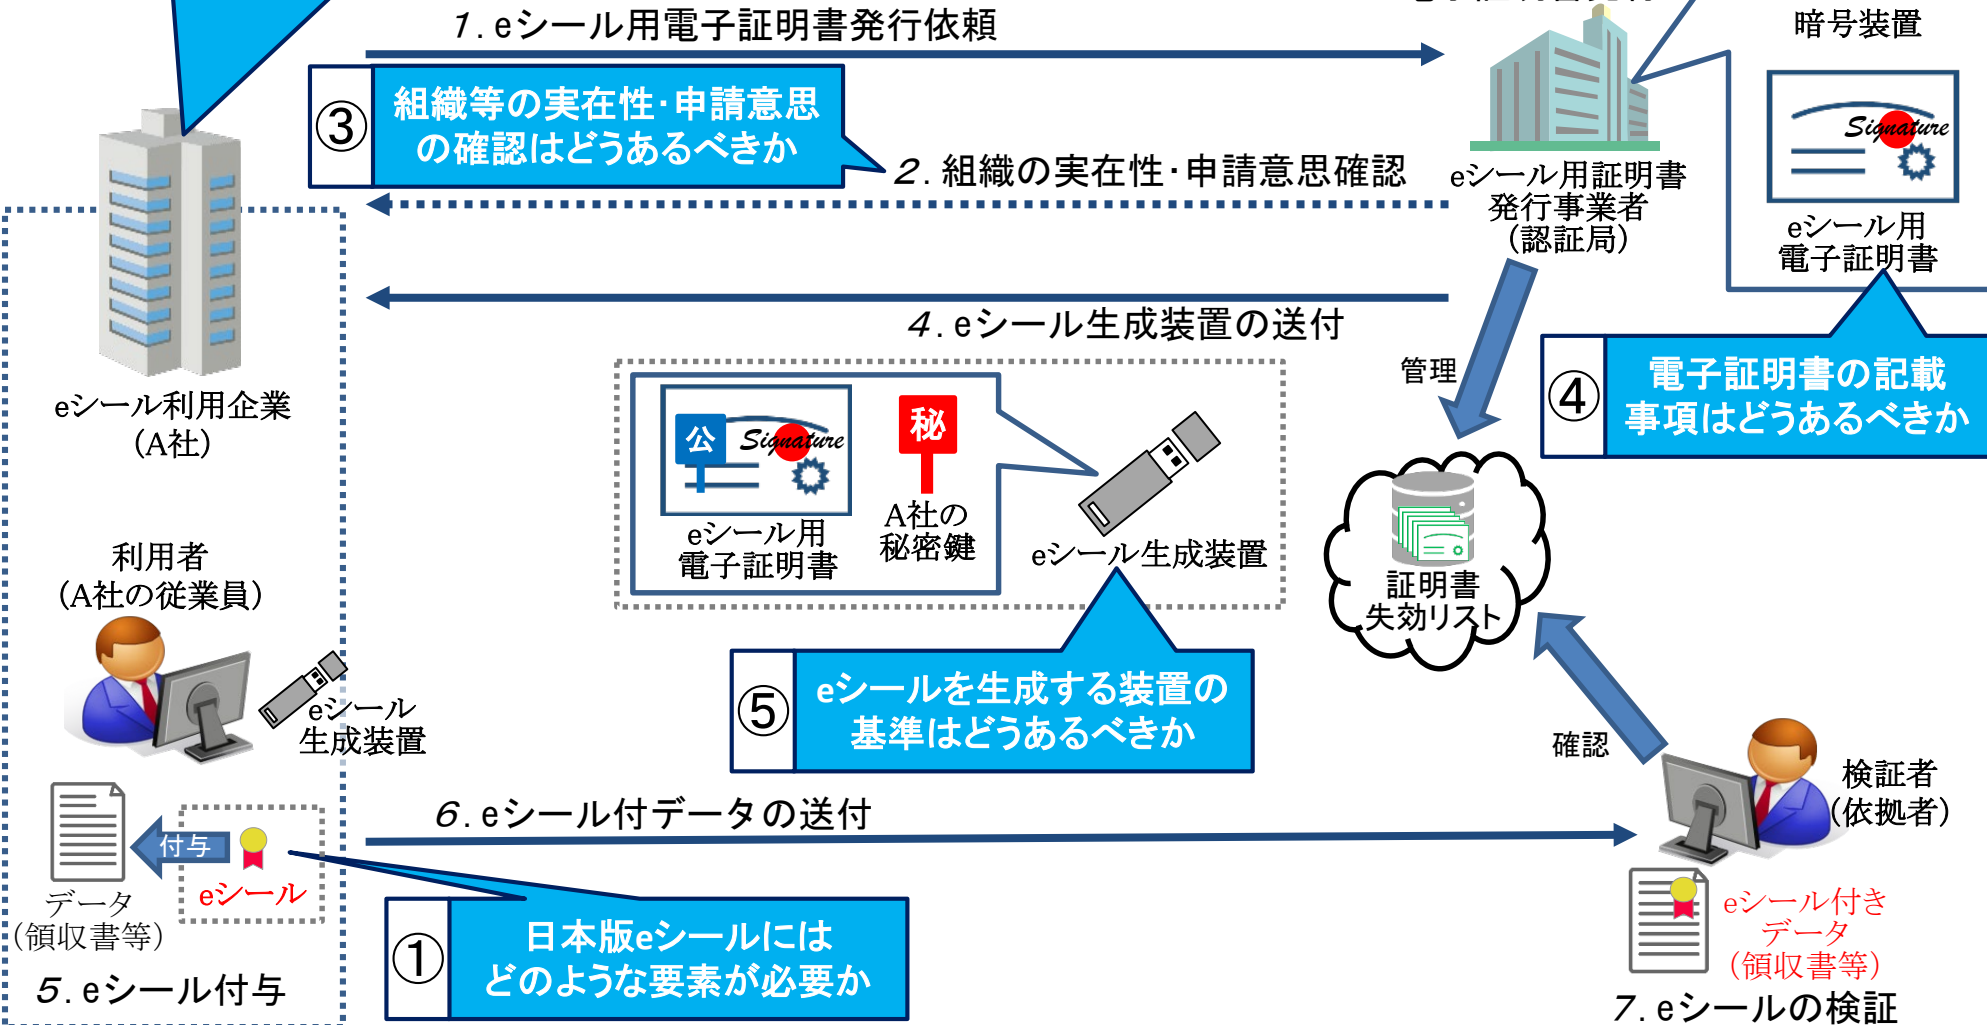 1．eシール用電子証明書発行依頼
暗号装置
③
組織等の実在性・申請意思
の確認はどうあるべきか
Signature
2．組織の実在性・申請意思確認
eシール用証明書
発行事業者
（認証局）
eシール用
電子証明書
4．eシール生成装置の送付
管理
④
電子証明書の記載
事項はどうあるべきか
eシール利用企業
（A社）
公
Signature
秘
eシール用
電子証明書
A社の
秘密鍵
eシール生成装置
証明書
失効リスト
利用者
（A社の従業員）
eシール
生成装置
⑤
eシールを生成する装置の
基準はどうあるべきか
確認
検証者
（依拠者）
6．eシール付データの送付
付与
eシール
データ
（領収書等）
5．eシール付与
①
日本版eシールには
どのような要素が必要か
eシール付き
データ
（領収書等）
7．eシールの検証